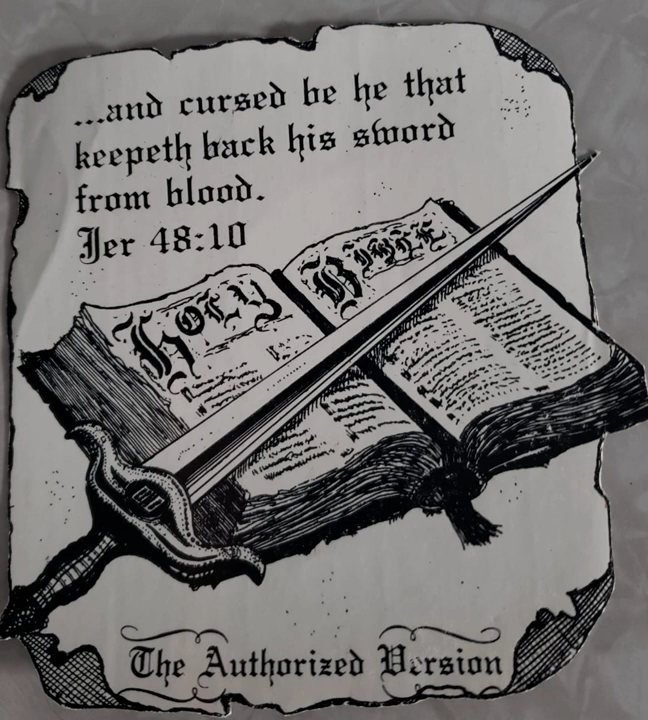 ...and cursed be he that
keepeth back his sword
from blood.
Jer 48:10
Holy Bible
The Authorized Version